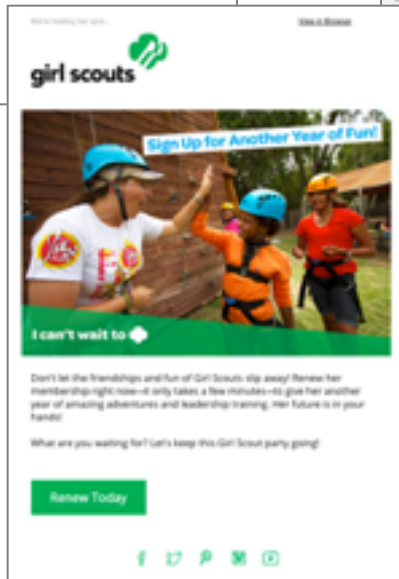 We're holding her spot...
View in Browser
girl scouts
Sign Up for Another Year of Fun!
I can't wait to
Don't let the friendships and fun of Girl Scouts slip away! Renew her
membership right now—it only takes a few minutes—to give her another
year of amazing adventures and leadership training. Her future is in your
hands!
What are you waiting for? Let's keep this Girl Scout party going!
Renew Today